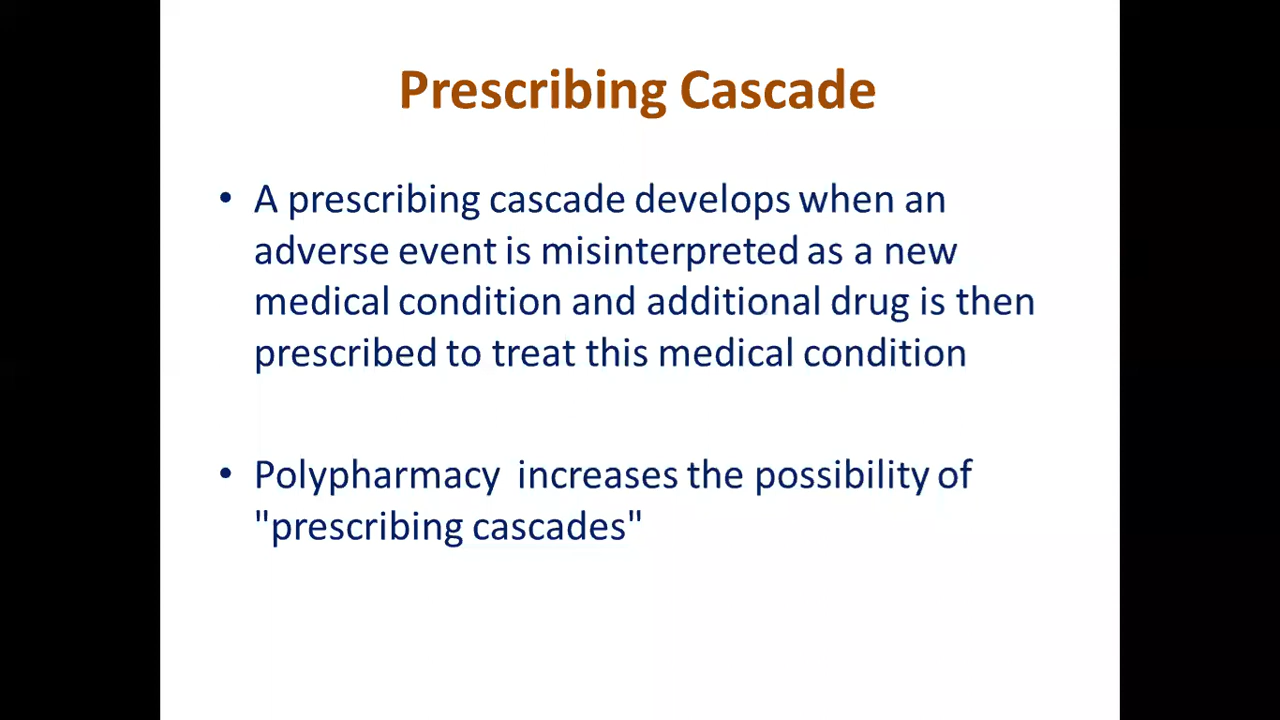 Prescribing Cascade
• A prescribing cascade develops when an
adverse event is misinterpreted as a new
medical condition and additional drug is then
prescribed to treat this medical condition
• Polypharmacy  increases the possibility of
"prescribing cascades"